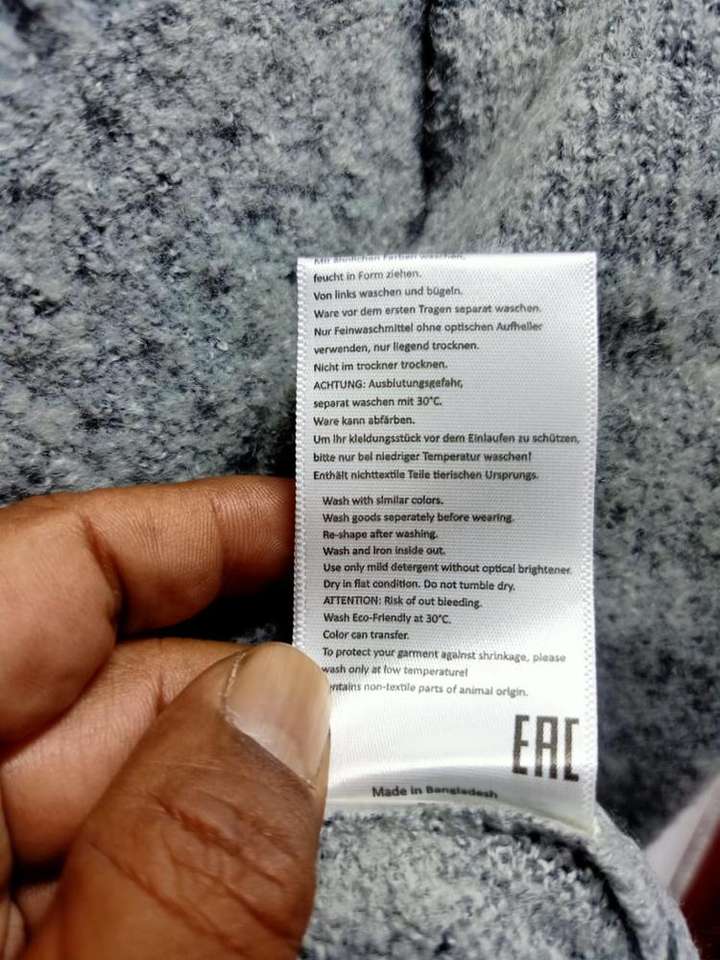 Mit ähnlichen Farben waschen,
feucht in Form ziehen.
Von links waschen und bügeln.
Ware vor dem ersten Tragen separat waschen.
Nur Feinwaschmittel ohne optischen Aufheller
verwenden, nur liegend trocknen.
Nicht im trockner trocknen.
ACHTUNG: Ausblutungsgefahr,
separat waschen mit 30°C.
Ware kann abfärben.
Um Ihr kleidungsstück vor dem Einlaufen zu schützen,
bitte nur bei niedriger Temperatur waschen!
Enthält nichttextile Teile tierischen Ursprungs.
Wash with similar colors.
Wash goods seperately before wearing.
Re-shape after washing.
Wash and Iron inside out.
Use only mild detergent without optical brightener.
Dry in flat condition. Do not tumble dry.
ATTENTION: Risk of out bleeding.
Wash Eco-Friendly at 30°C.
Color can transfer.
To protect your garment against shrinkage, please
wash only at low temperature!
ntains non-textile parts of animal origin.
EAC
Made in Bangladesh